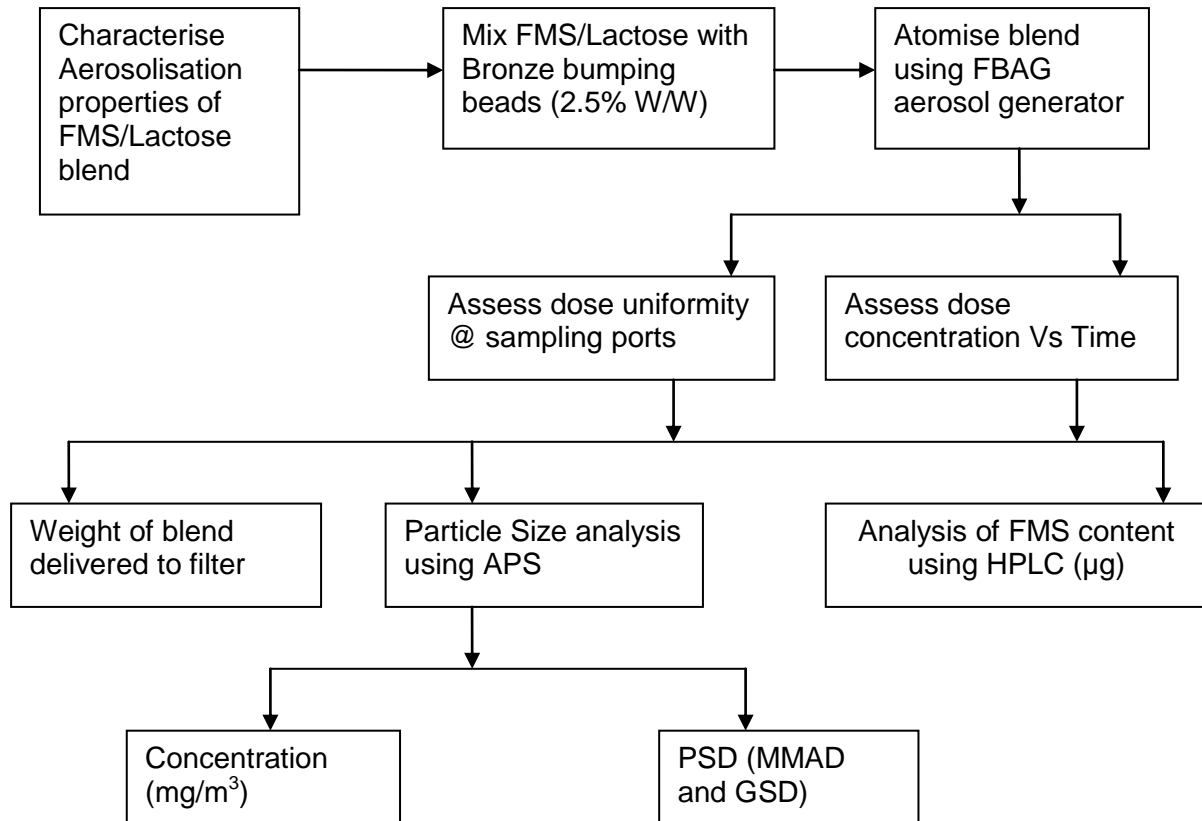 Characterise
Aerosolisation
properties of
FMS/Lactose
blend
Mix FMS/Lactose with
Bronze bumping
beads (2.5% W/W)
Atomise blend
using FBAG
aerosol generator
Assess dose uniformity
@ sampling ports
Assess dose
concentration Vs Time
Weight of blend
delivered to filter
Particle Size analysis
using APS
Analysis of FMS content
using HPLC (µg)
Concentration
(mg/m³)
PSD (MMAD
and GSD)